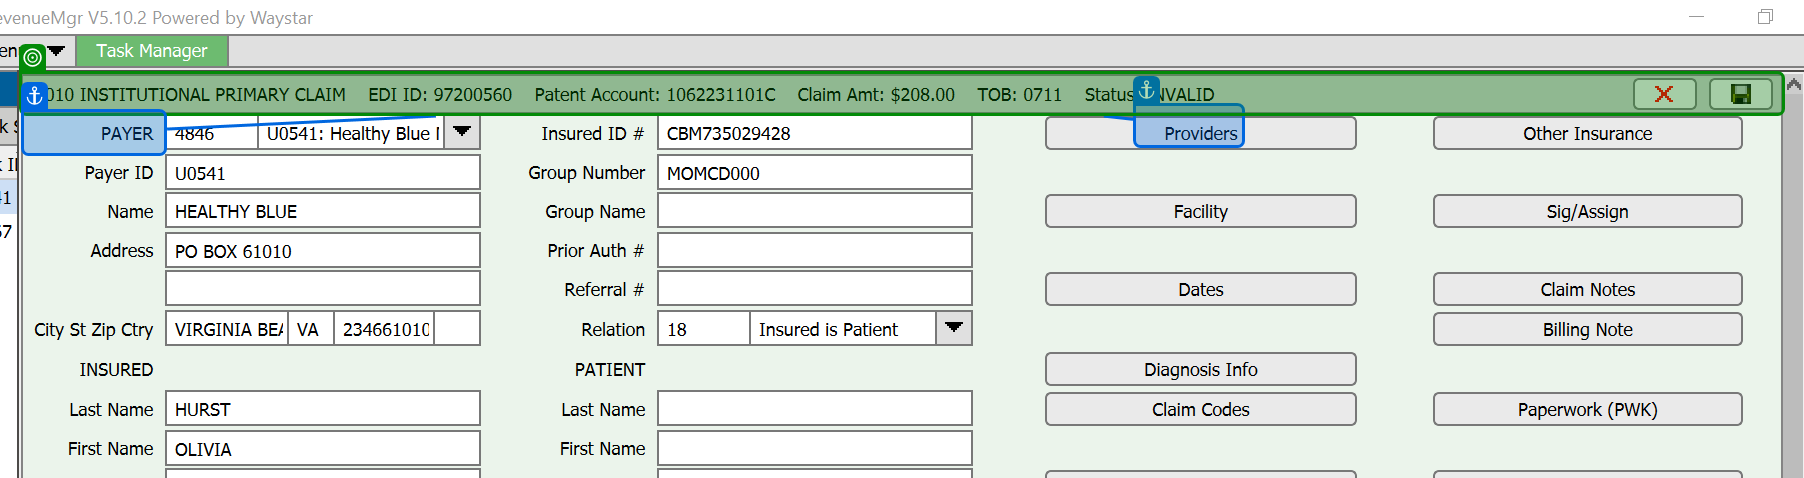 evenueMgr V5.10.2 Powered by Waystar
Task Manager
010 INSTITUTIONAL PRIMARY CLAIM EDI ID: 97200560 Patent Account: 1062231101C Claim Amt: $208.00 TOB: 0711 Status NVALID
PAYER 4846 U0541: Healthy Blue Insured ID # CBM735029428 Providers Other Insurance
Payer ID U0541 Group Number MOMCD000
Name HEALTHY BLUE Group Name Facility Sig/Assign
Address PO BOX 61010 Prior Auth #
Referral # Dates Claim Notes
City St Zip Ctry VIRGINIA BEA VA 234661010 Relation 18 Insured is Patient Billing Note
INSURED PATIENT Diagnosis Info
Last Name HURST Last Name Claim Codes Paperwork (PWK)
First Name OLIVIA First Name